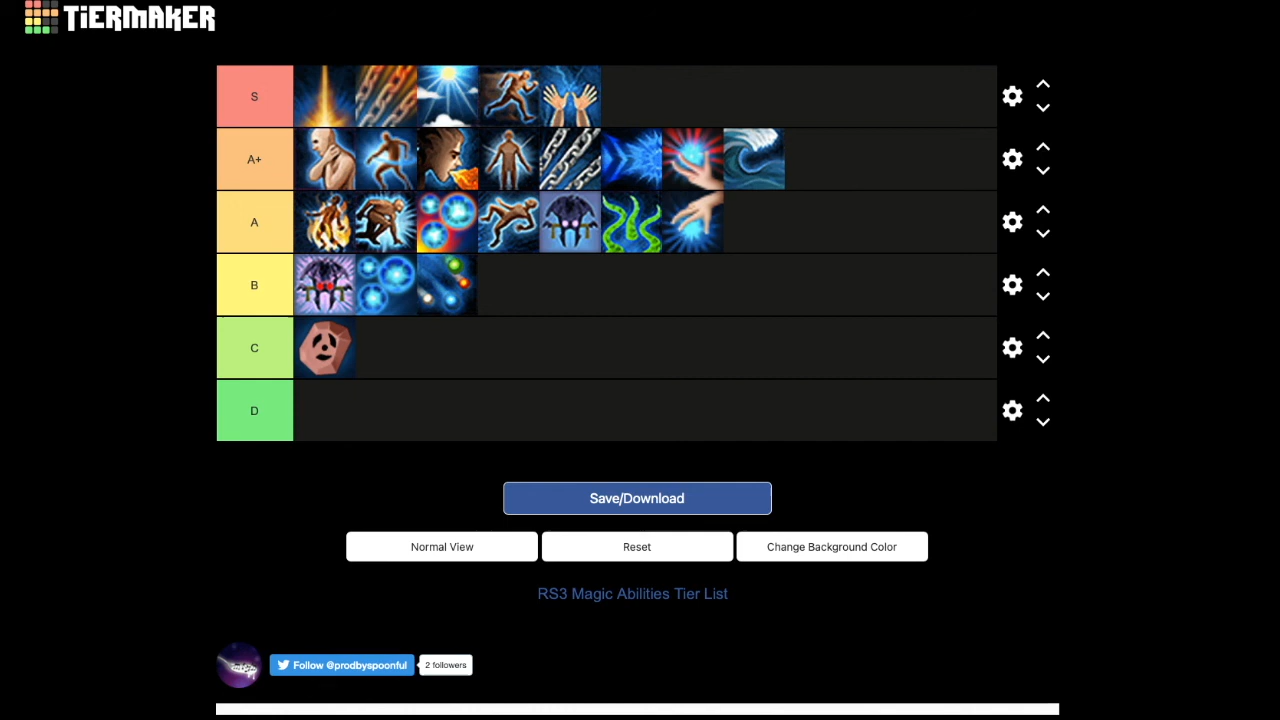 TiERMAKER
S
A+
A
B
C
D
Save/Download
Normal View
Reset
Change Background Color
RS3 Magic Abilities Tier List
Follow @prodbyspoonful
2 followers